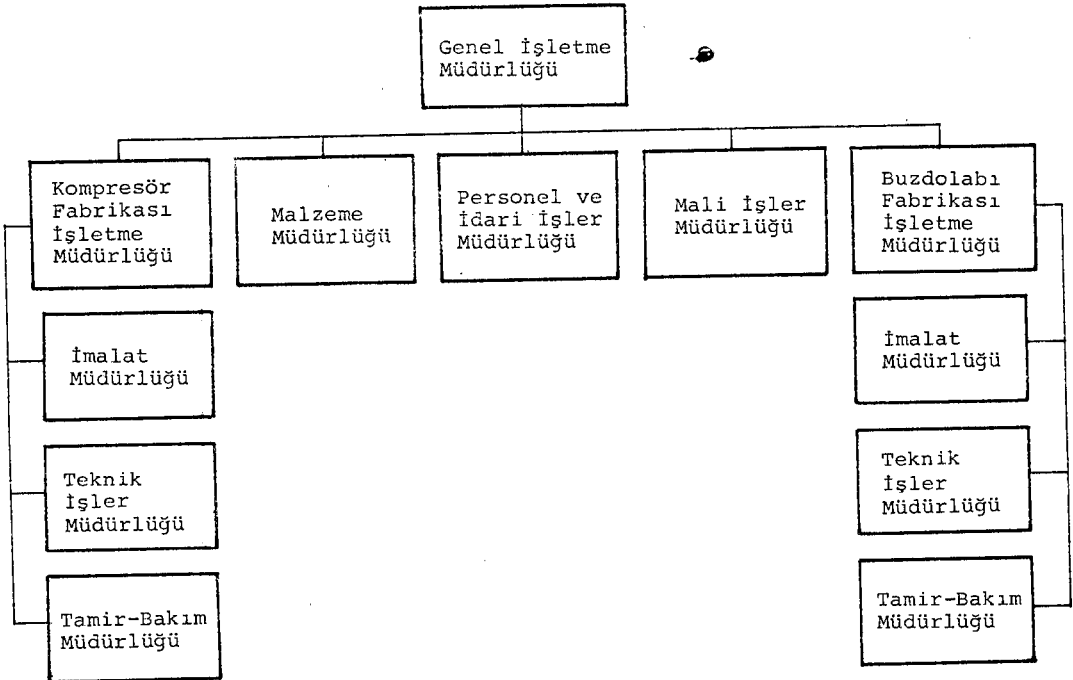 Genel İşletme
Müdürlüğü
Kompresör
Fabrikası
İşletme
Müdürlüğü
Malzeme
Müdürlüğü
Personel ve
İdari İşler
Müdürlüğü
Mali İşler
Müdürlüğü
Buzdolabı
Fabrikası
İşletme
Müdürlüğü
İmalat
Müdürlüğü
Teknik
İşler
Müdürlüğü
Tamir-Bakım
Müdürlüğü
İmalat
Müdürlüğü
Teknik
İşler
Müdürlüğü
Tamir-Bakım
Müdürlüğü